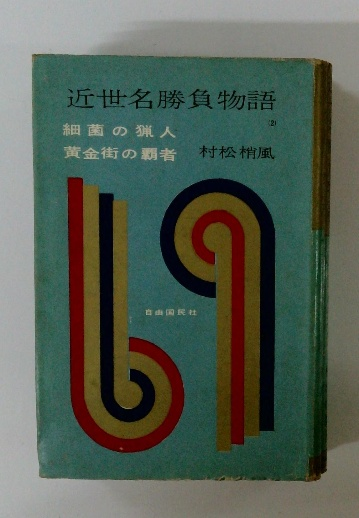 近世名勝負物語
(2)
細菌の猟人
黄金街の覇者 村松梢風
自由国民社